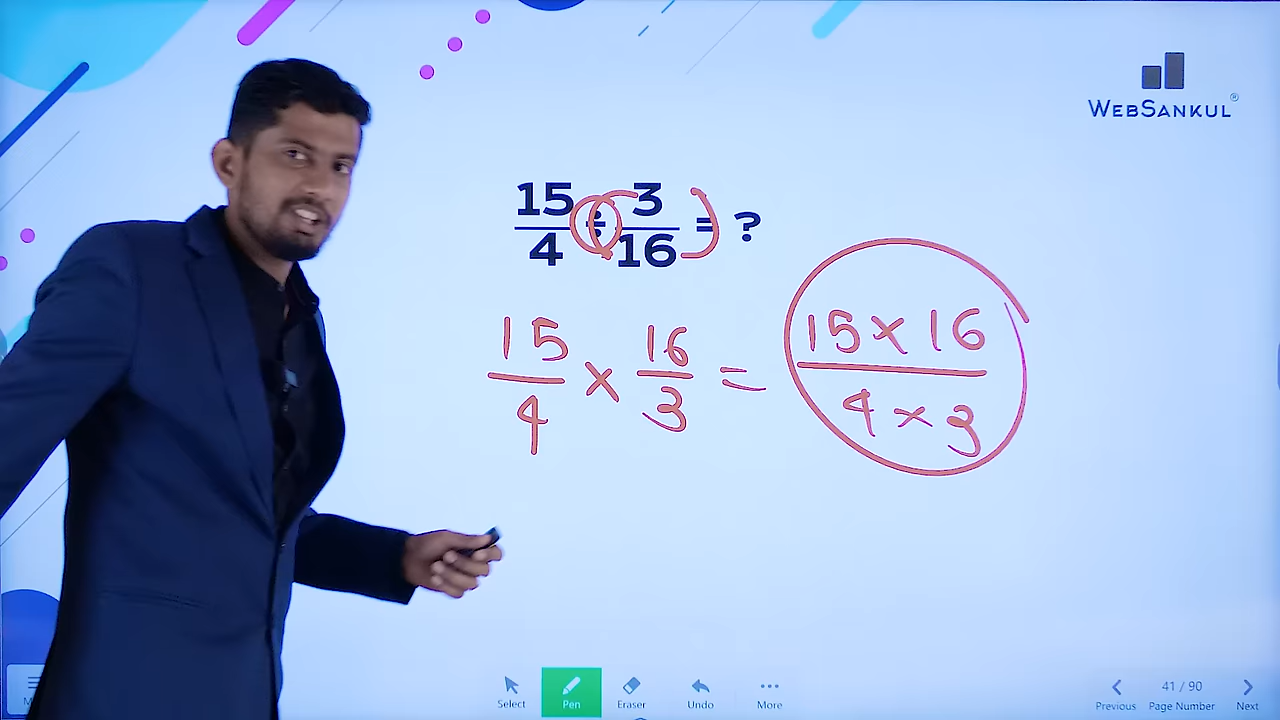 WEBSANKUL®
15/4 ÷ 3/16 = ?
15/4 × 16/3 = 15 × 16 / 4 × 3
Select
Pen
Eraser
Undo
More
Previous
41 / 90
Page Number
Next